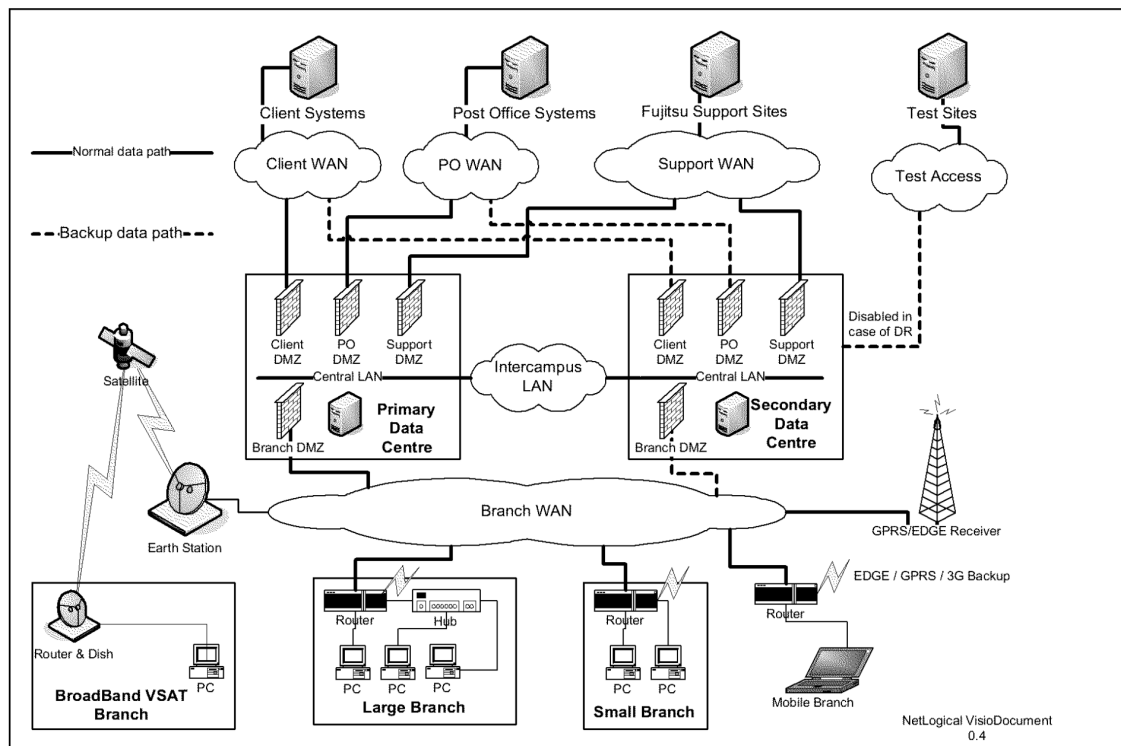 Client Systems
Post Office Systems
Fujitsu Support Sites
Test Sites
Normal data path
Client WAN
PO WAN
Support WAN
Test Access
Backup data path
Client
DMZ
PO
DMZ
Support
DMZ
Client
DMZ
PO
DMZ
Support
DMZ
Disabled in
case of DR
Satellite
Central LAN
Intercampus
LAN
Central LAN
Primary
Data
Centre
Branch DMZ
Secondary
Data
Centre
Branch DMZ
Earth Station
Branch WAN
GPRS/EDGE Receiver
EDGE / GPRS / 3G Backup
Router & Dish
PC
BroadBand VSAT
Branch
Router
Hub
PC
PC
PC
Large Branch
Router
PC
PC
Small Branch
Router
Mobile Branch
NetLogical VisioDocument
0.4